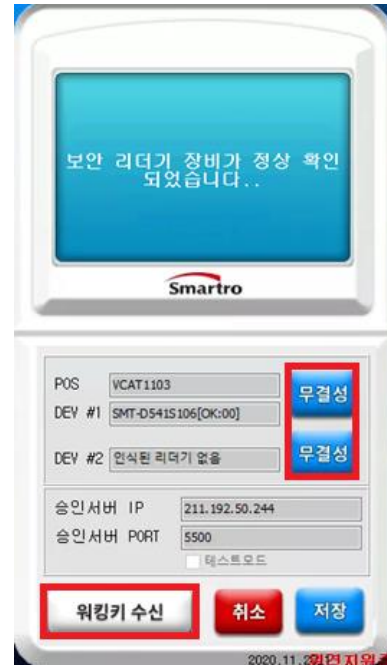 보안 리더기 장비가 정상 확인
되었습니다..
Smartro
POS VCAT1103
무결성
DEV #1 SMT-D541S106[OK:00]
DEV #2 인식된 리더기 없음
무결성
승인서버 IP 211.192.50.244
승인서버 PORT 5500
테스트모드
워킹키 수신 취소 저장
2020.11.2